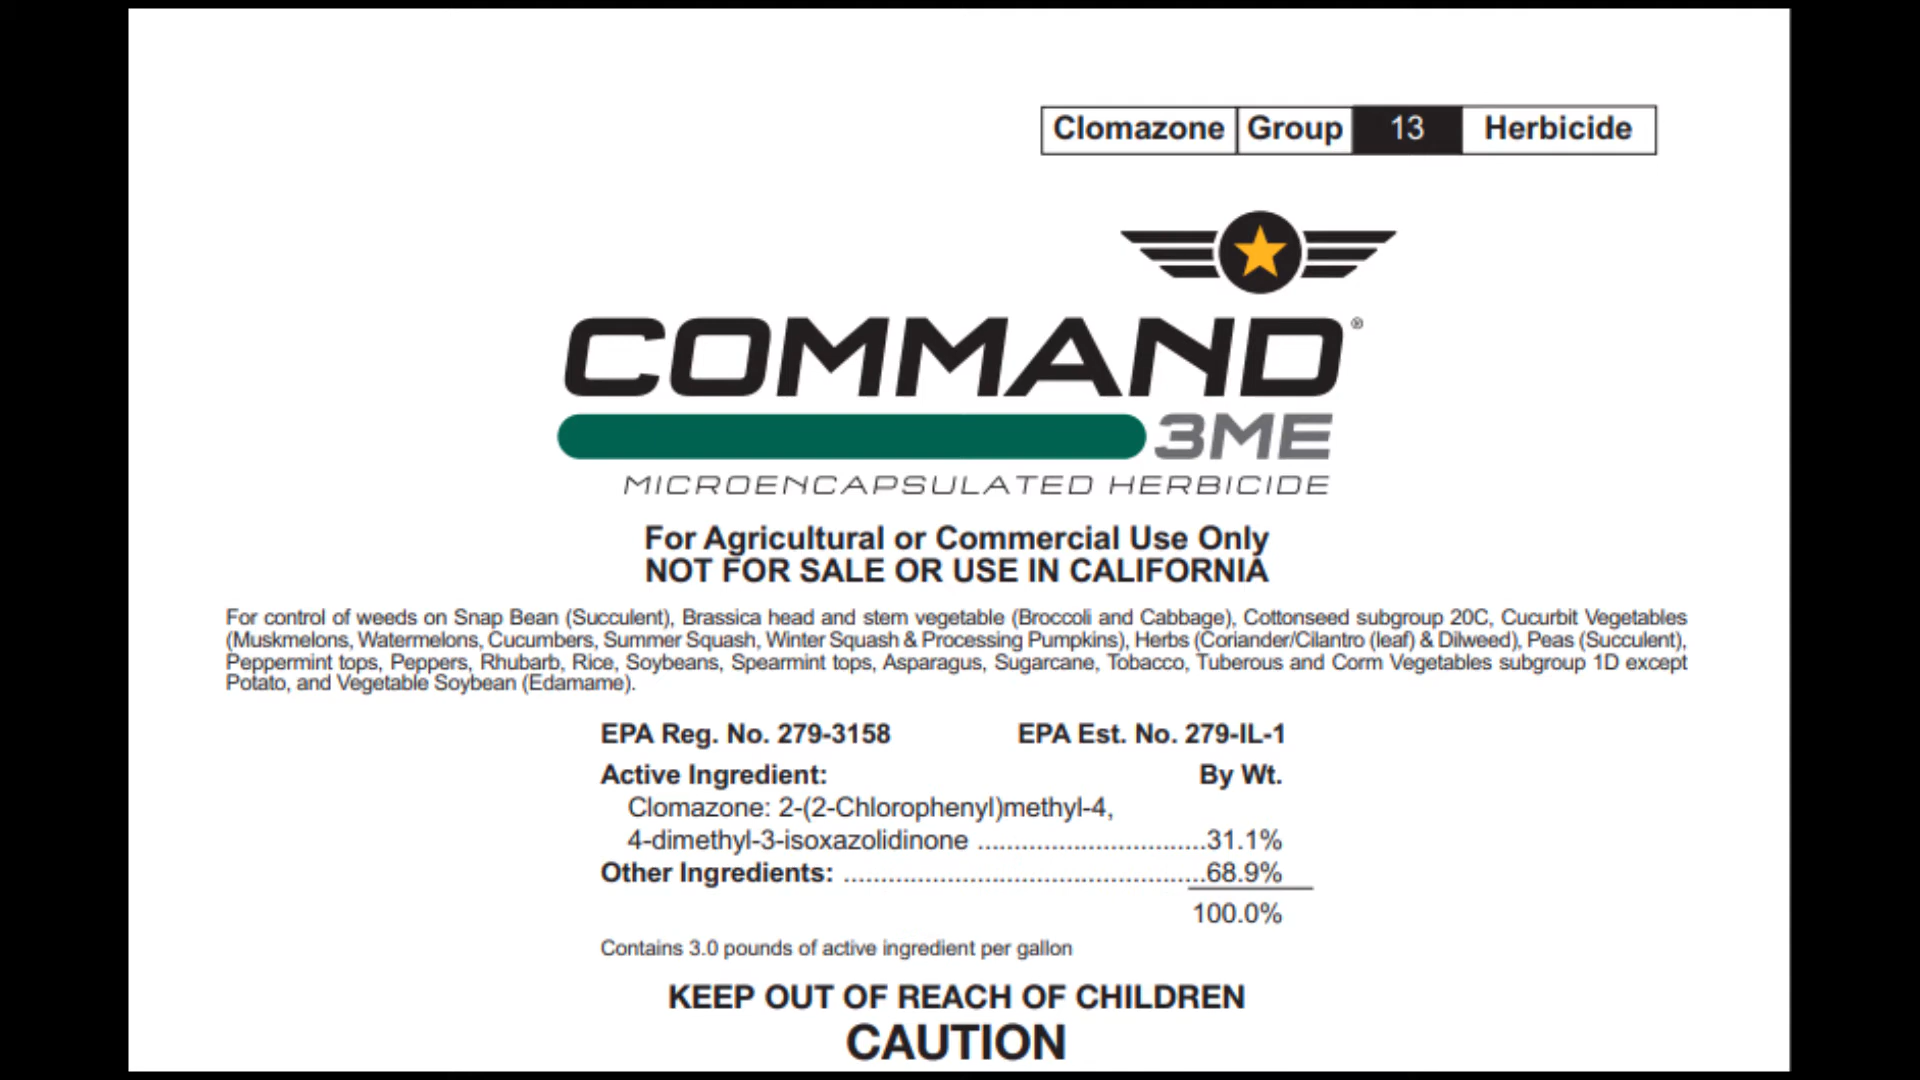 Clomazone Group 13 Herbicide
COMMAND®
3ME
MICROENCAPSULATED HERBICIDE
For Agricultural or Commercial Use Only
NOT FOR SALE OR USE IN CALIFORNIA
For control of weeds on Snap Bean (Succulent), Brassica head and stem vegetable (Broccoli and Cabbage), Cottonseed subgroup 20C, Cucurbit Vegetables
(Muskmelons, Watermelons, Cucumbers, Summer Squash, Winter Squash & Processing Pumpkins), Herbs (Coriander/Cilantro (leaf) & Dilweed), Peas (Succulent),
Peppermint tops, Peppers, Rhubarb, Rice, Soybeans, Spearmint tops, Asparagus, Sugarcane, Tobacco, Tuberous and Corm Vegetables subgroup 1D except
Potato, and Vegetable Soybean (Edamame).
EPA Reg. No. 279-3158 EPA Est. No. 279-IL-1
Active Ingredient: By Wt.
Clomazone: 2-(2-Chlorophenyl)methyl-4,
4-dimethyl-3-isoxazolidinone ...............................31.1%
Other Ingredients: .................................................68.9%
100.0%
Contains 3.0 pounds of active ingredient per gallon
KEEP OUT OF REACH OF CHILDREN
CAUTION